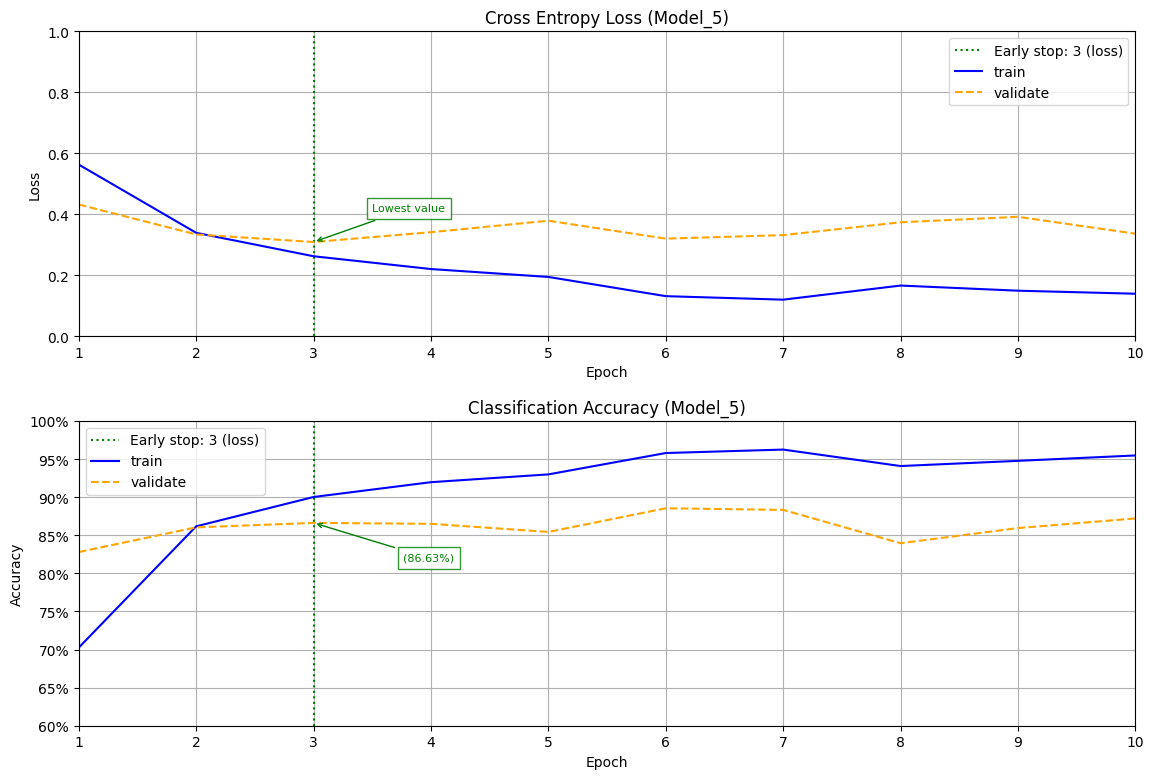 Cross Entropy Loss (Model_5)
1.0
0.8
0.6
0.4
0.2
0.0
Loss
Early stop: 3 (loss)
train
validate
Lowest value
1 2 3 4 5 6 7 8 9 10
Epoch
Classification Accuracy (Model_5)
100%
95%
90%
85%
80%
75%
70%
65%
60%
Accuracy
Early stop: 3 (loss)
train
validate
(86.63%)
1 2 3 4 5 6 7 8 9 10
Epoch